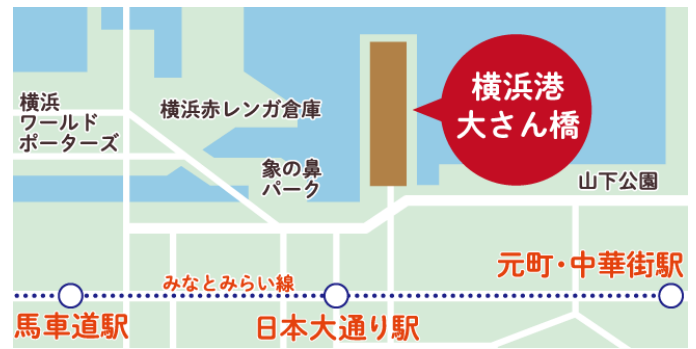 横浜
ワールド
ポーターズ
横浜赤レンガ倉庫
横浜港
大さん橋
象の鼻
パーク
山下公園
元町・中華街駅
みなとみらい線
馬車道駅
日本大通り駅